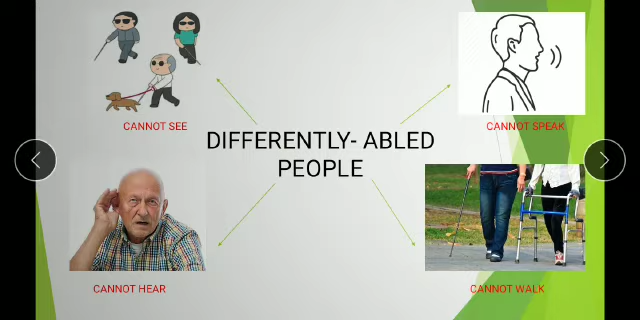 CANNOT SEE
CANNOT SPEAK
DIFFERENTLY- ABLED
PEOPLE
CANNOT HEAR
CANNOT WALK